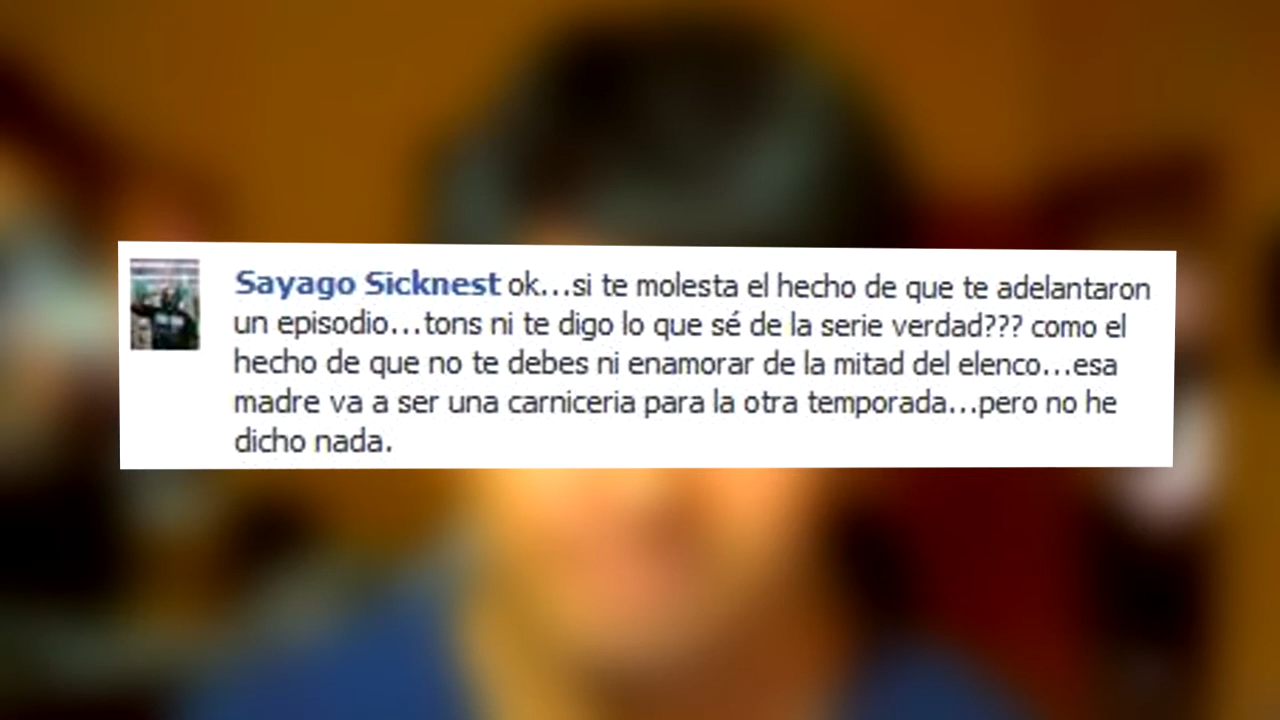 Sayago Sicknest ok...si te molesta el hecho de que te adelantaron
un episodio...tons ni te digo lo que sé de la serie verdad??? como el
hecho de que no te debes ni enamorar de la mitad del elenco...esa
madre va a ser una carniceria para la otra temporada...pero no he
dicho nada.